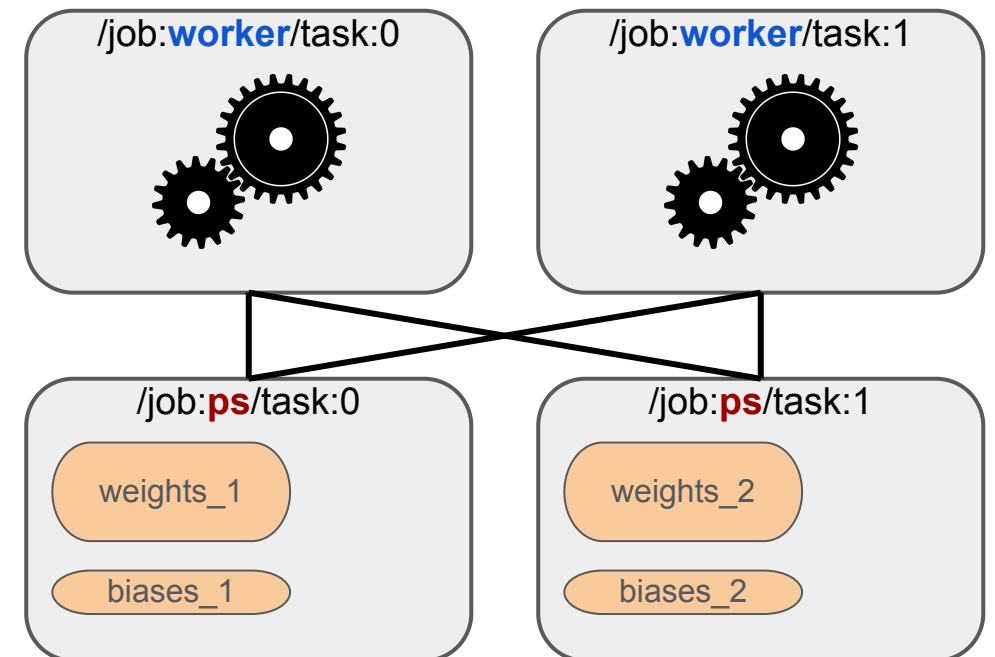 /job:worker/task:0
/job:worker/task:1
/job:ps/task:0
/job:ps/task:1
weights_1
weights_2
biases_1
biases_2